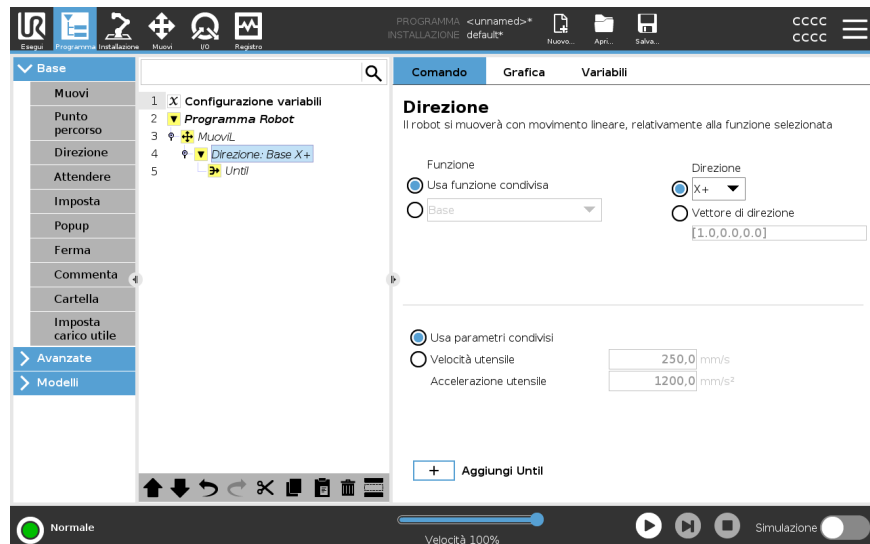 UR
PROGRAMMA <unnamed>*
INSTALLAZIONE default*
Nuovo... Apri... Salva...
cccc
cccc
Esegui Programma Installazione Muovi I/O Registro
Base
Muovi
Punto
percorso
Direzione
Attendere
Imposta
Popup
Ferma
Commenta
Cartella
Imposta
carico utile
Avanzate
Modelli
1 X Configurazione variabili
2 Programma Robot
3 MuoviL
4 Direzione: Base X+
5 Until
Comando Grafica Variabili
Direzione
Il robot si muoverà con movimento lineare, relativamente alla funzione selezionata
Funzione
Usa funzione condivisa
Base
Direzione
X+
Vettore di direzione
[1.0,0.0,0.0]
Usa parametri condivisi
Velocità utensile 250,0 mm/s
Accelerazione utensile 1200,0 mm/s²
+ Aggiungi Until
Normale
Velocità 100%
Simulazione